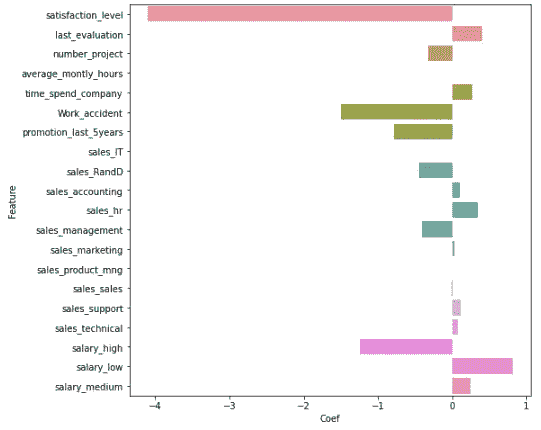 satisfaction_level
last_evaluation
number_project
average_montly_hours
time_spend_company
Work_accident
promotion_last_5years
sales_IT
sales_RandD
sales_accounting
sales_hr
sales_management
sales_marketing
sales_product_mng
sales_sales
sales_support
sales_technical
salary_high
salary_low
salary_medium
Feature
−4 −3 −2 −1 0 1
Coef